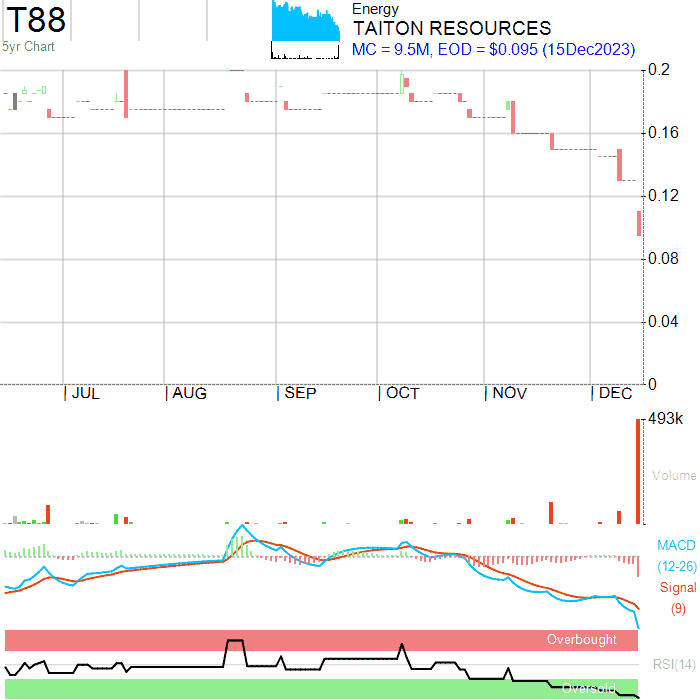 T88
5yr Chart
Energy
TAITON RESOURCES
MC = 9.5M, EOD = $0.095 (15Dec2023)
0.2
0.16
0.12
0.08
0.04
0
JUL AUG SEP OCT NOV DEC
493k
Volume
MACD
(12-26)
Signal
(9)
Overbought
RSI(14)
Oversold